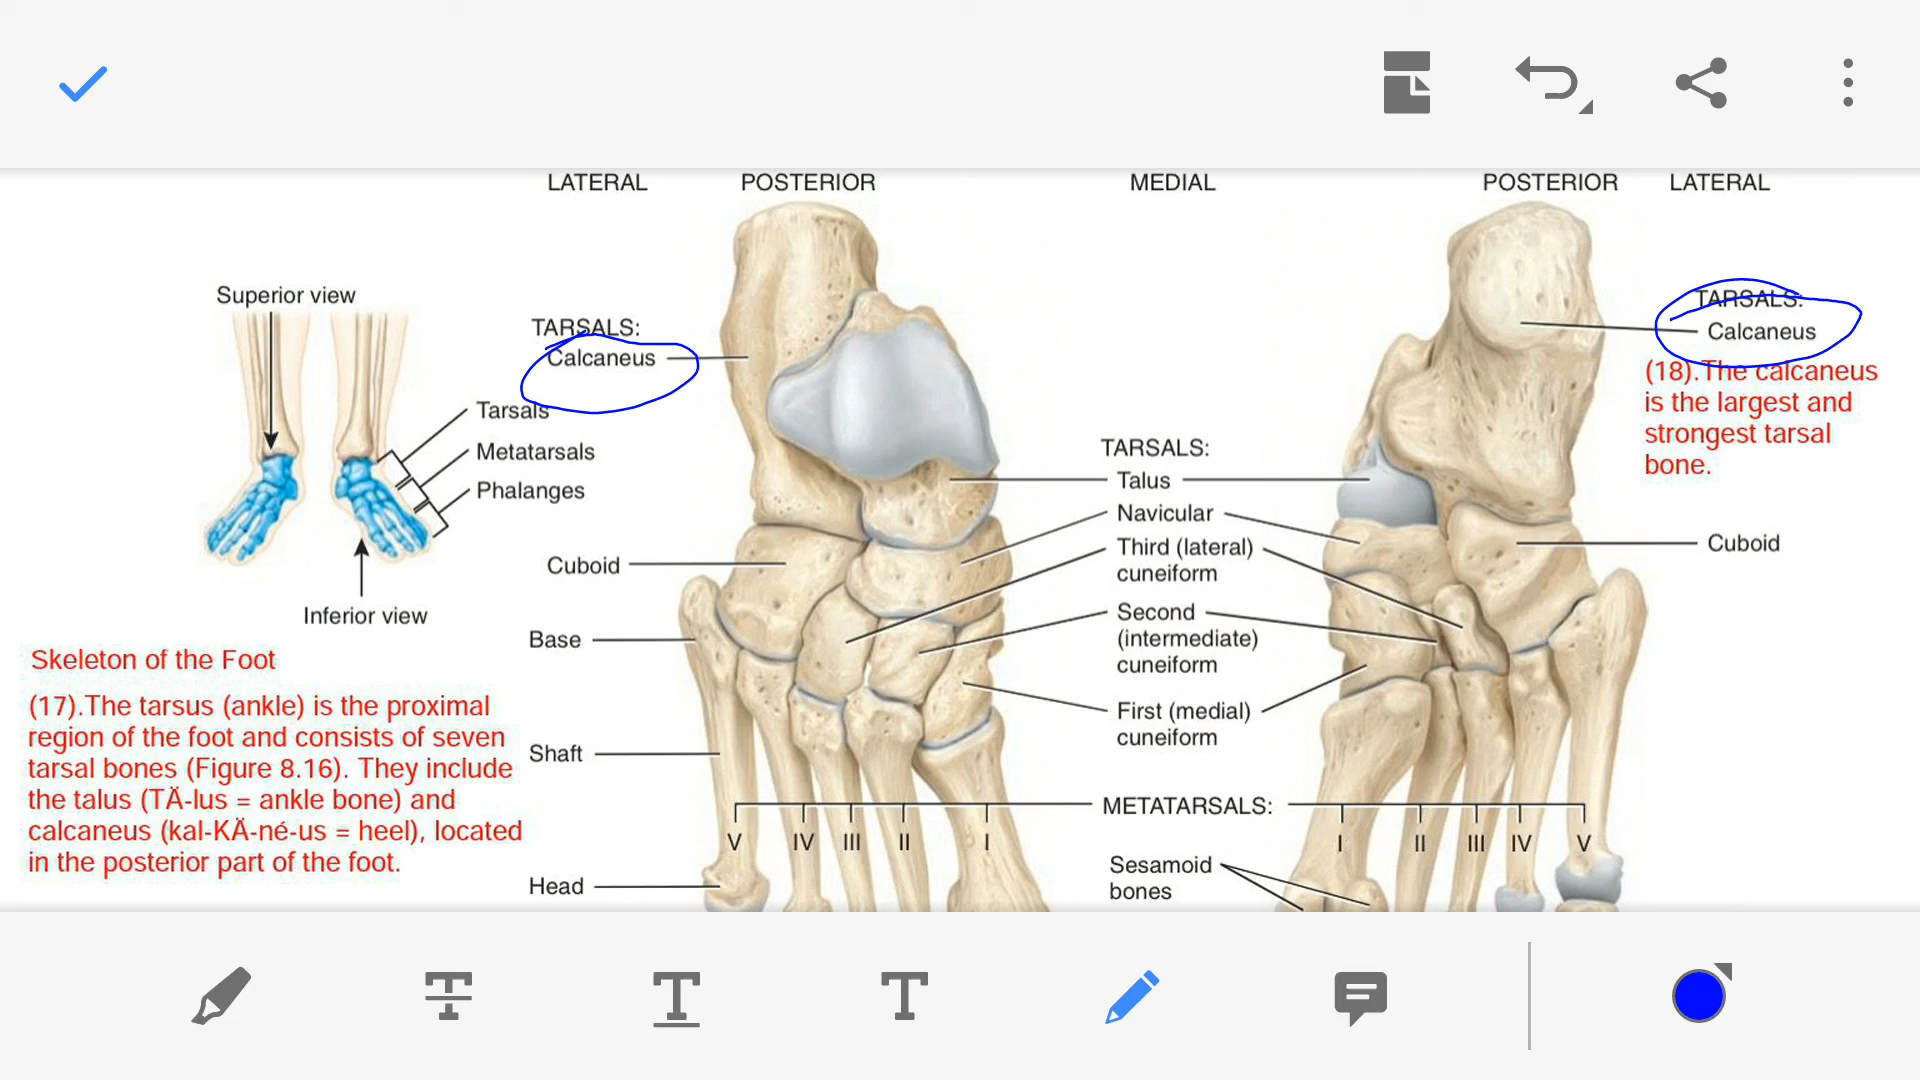 LATERAL POSTERIOR MEDIAL POSTERIOR LATERAL
Superior view
TARSALS:
Calcaneus
Tarsals
Metatarsals
Phalanges
Cuboid
Inferior view
Base
Shaft
Head
Skeleton of the Foot
(17).The tarsus (ankle) is the proximal
region of the foot and consists of seven
tarsal bones (Figure 8.16). They include
the talus (TÄ-lus = ankle bone) and
calcaneus (kal-KÄ-né-us = heel), located
in the posterior part of the foot.
TARSALS:
Talus
Navicular
Third (lateral)
cuneiform
Second
(intermediate)
cuneiform
First (medial)
cuneiform
METATARSALS:
V IV III II I
I II III IV V
Sesamoid
bones
TARSALS:
Calcaneus
(18).The calcaneus
is the largest and
strongest tarsal
bone.
Cuboid